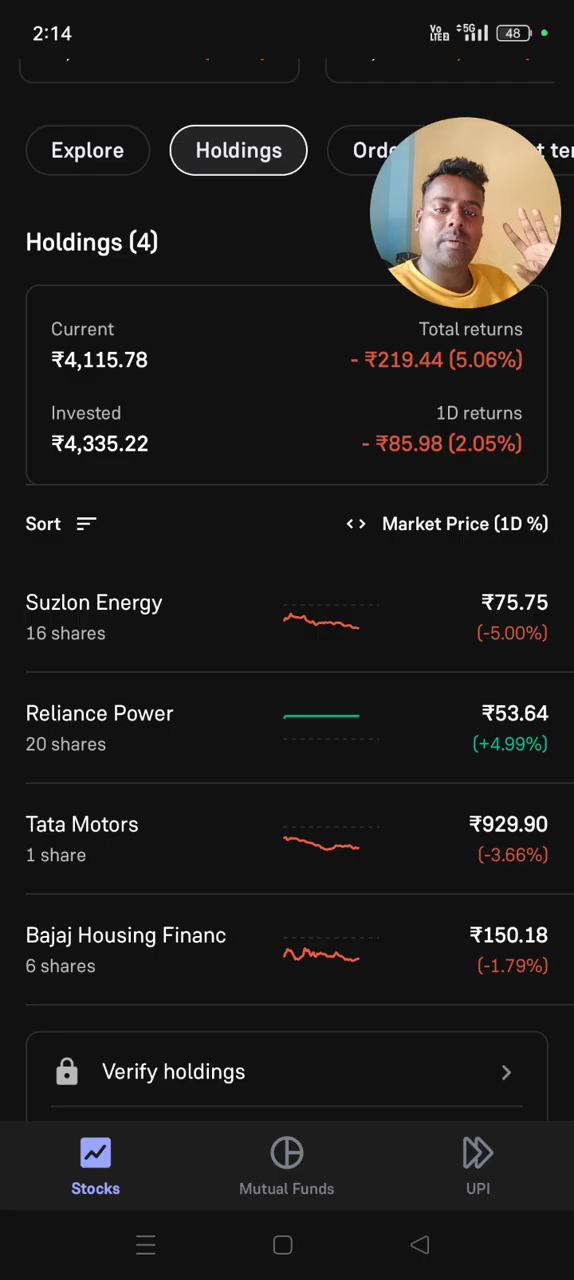 2:14
Vo
LTE2
5G
48
Explore
Holdings
Holdings (4)
Current
Total returns
₹4,115.78
- ₹219.44 (5.06%)
Invested
1D returns
₹4,335.22
- ₹85.98 (2.05%)
Sort
<> Market Price (1D %)
Suzlon Energy
₹75.75
16 shares
(-5.00%)
Reliance Power
₹53.64
20 shares
(+4.99%)
Tata Motors
₹929.90
1 share
(-3.66%)
Bajaj Housing Financ
₹150.18
6 shares
(-1.79%)
Verify holdings
Stocks
Mutual Funds
UPI